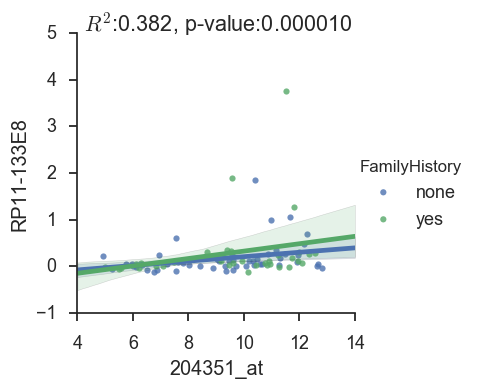 R²:0.382, p-value:0.000010
5
4
3
2
1
0
−1
RP11-133E8
4
6
8
10
12
14
204351_at
FamilyHistory
none
yes